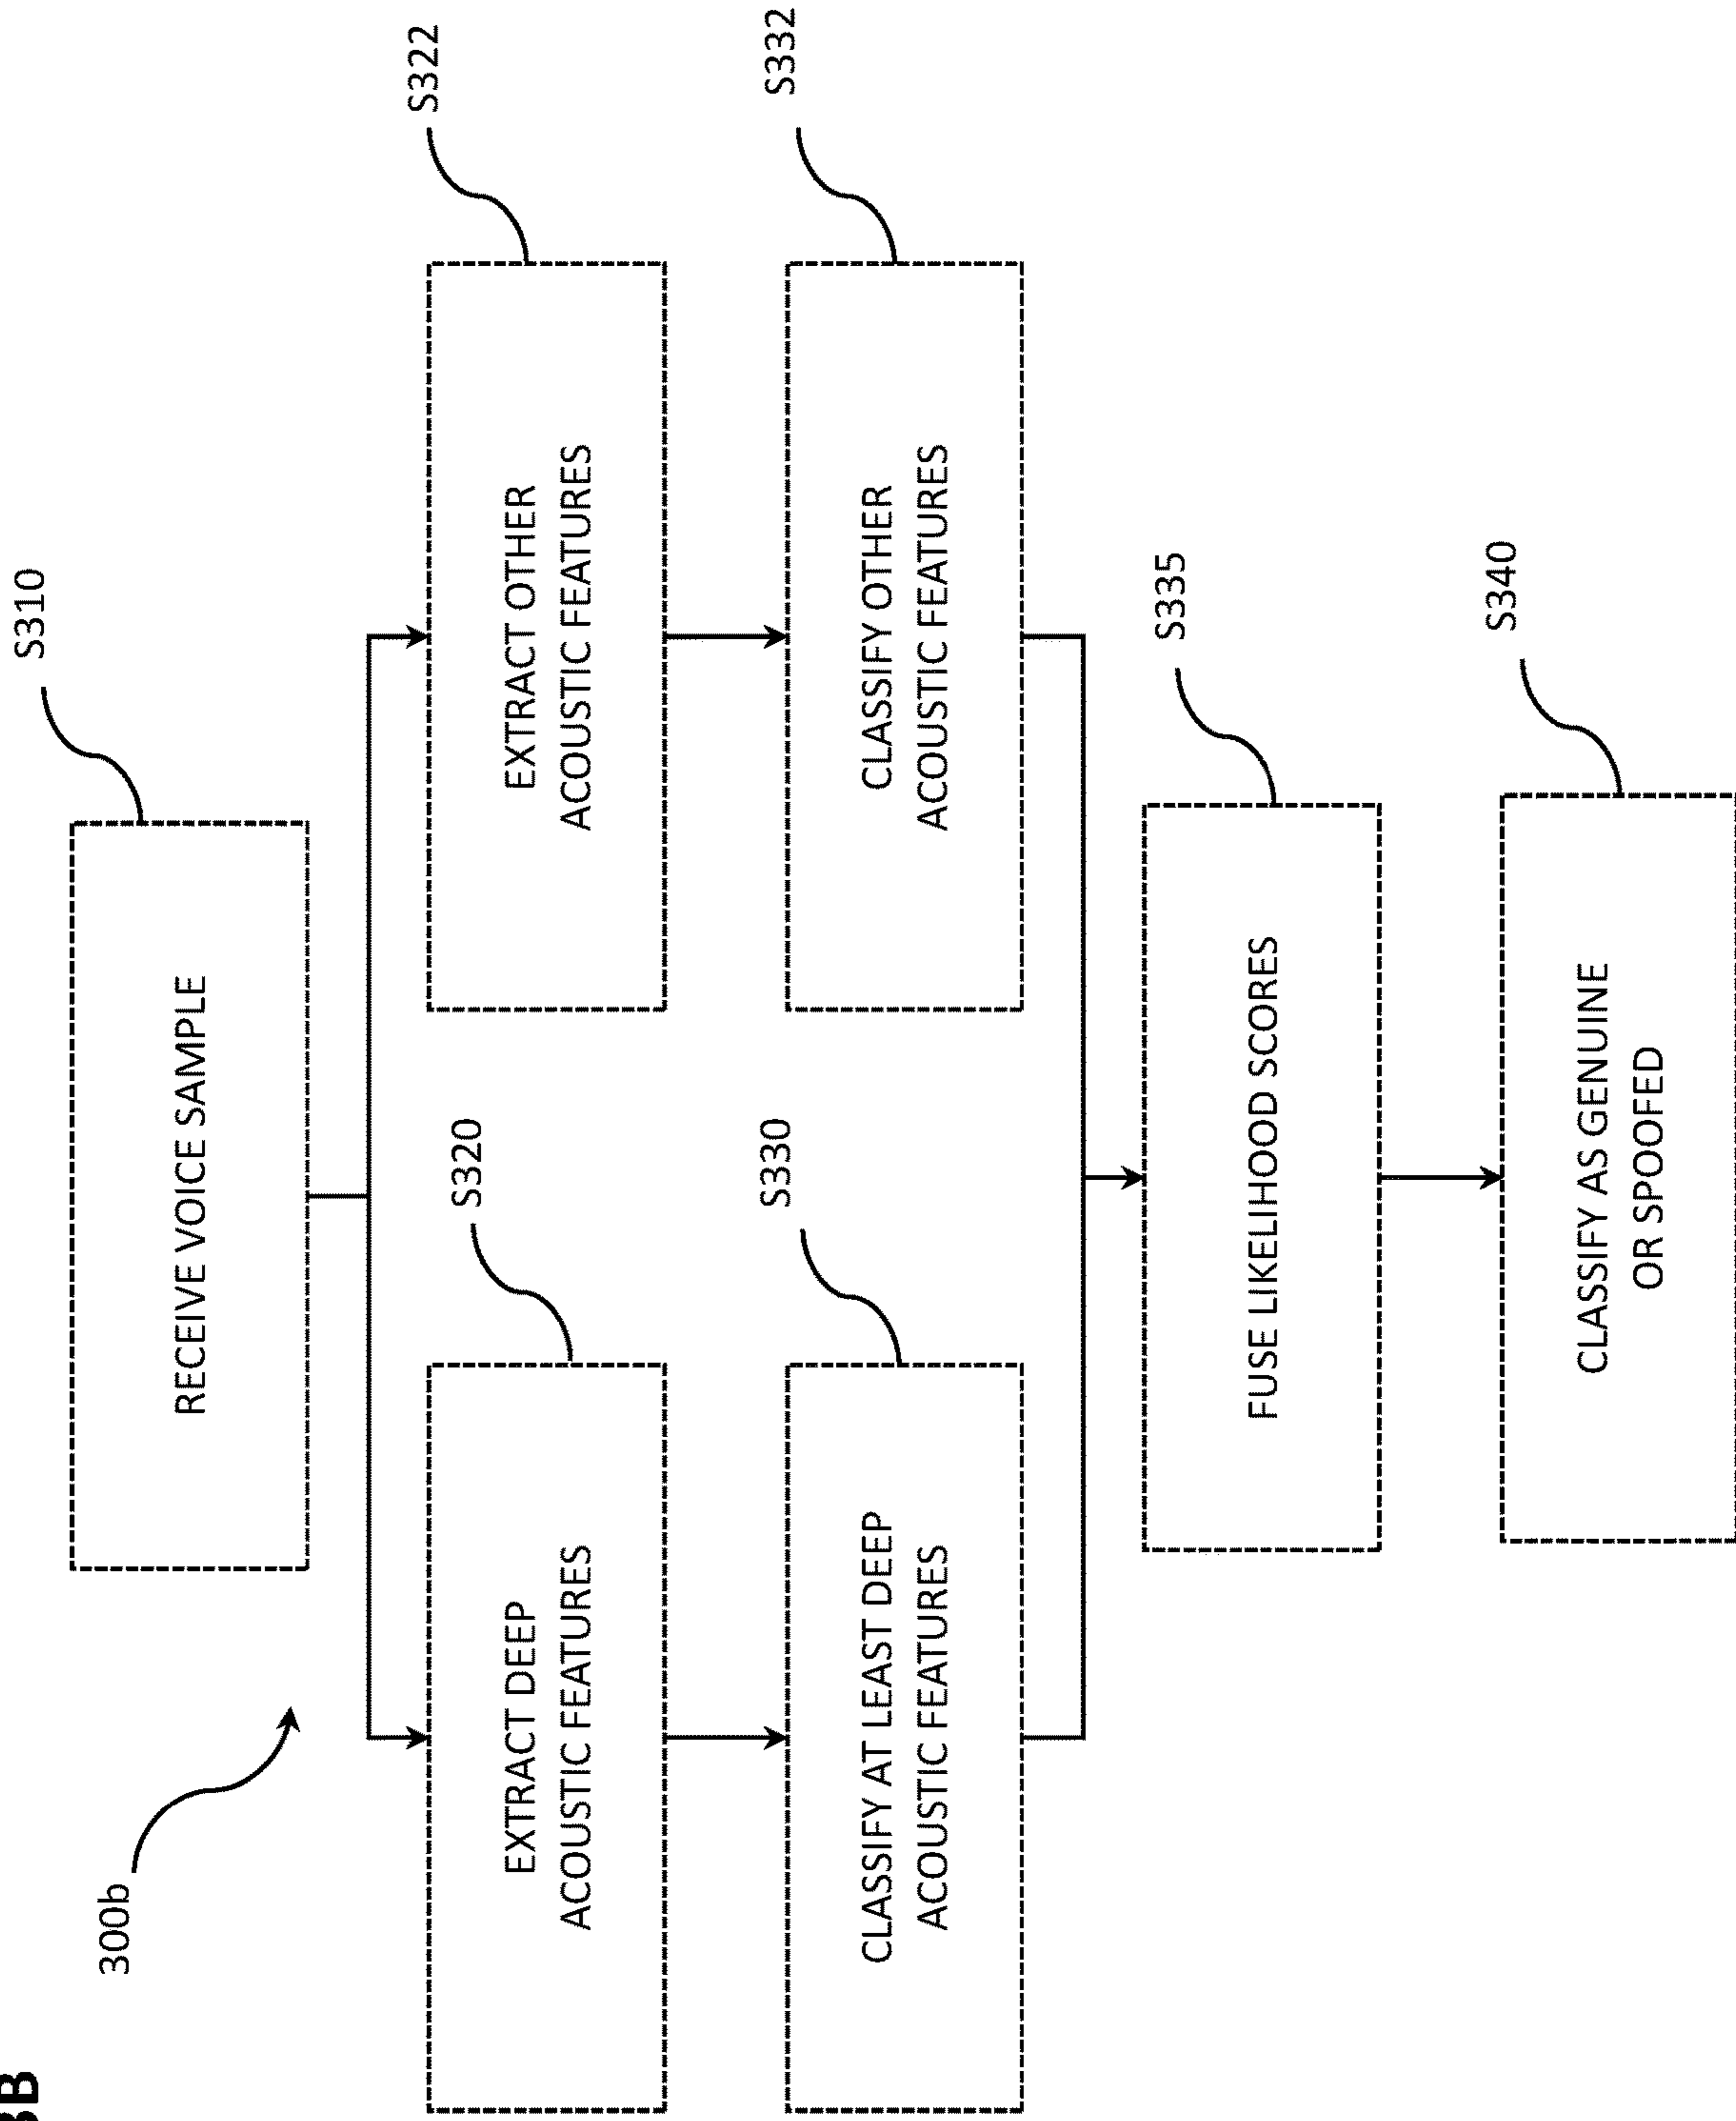 3B
300b
S310
RECEIVE VOICE SAMPLE
S320
EXTRACT DEEP
ACOUSTIC FEATURES
S322
EXTRACT OTHER
ACOUSTIC FEATURES
S330
CLASSIFY AT LEAST DEEP
ACOUSTIC FEATURES
S332
CLASSIFY OTHER
ACOUSTIC FEATURES
S335
FUSE LIKELIHOOD SCORES
S340
CLASSIFY AS GENUINE
OR SPOOFED